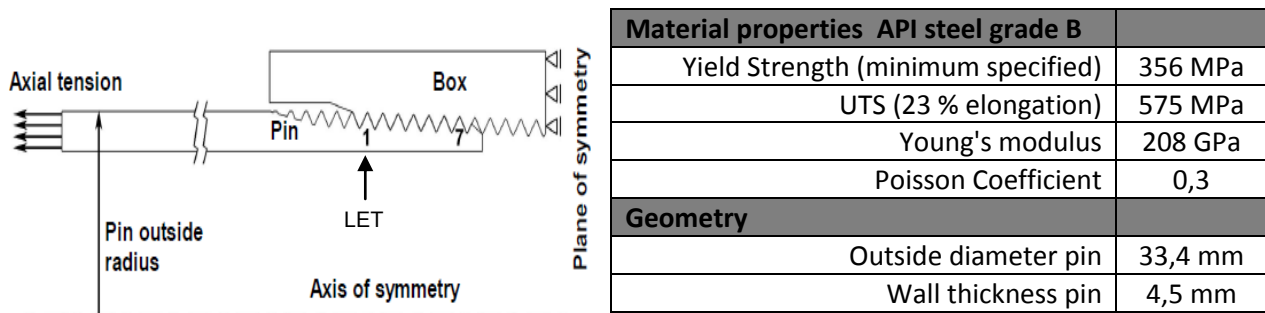 Axial tension
Box
Pin
1
7
LET
Pin outside
radius
Axis of symmetry
Plane of symmetry
Material properties API steel grade B
Yield Strength (minimum specified) 356 MPa
UTS (23 % elongation) 575 MPa
Young's modulus 208 GPa
Poisson Coefficient 0,3
Geometry
Outside diameter pin 33,4 mm
Wall thickness pin 4,5 mm